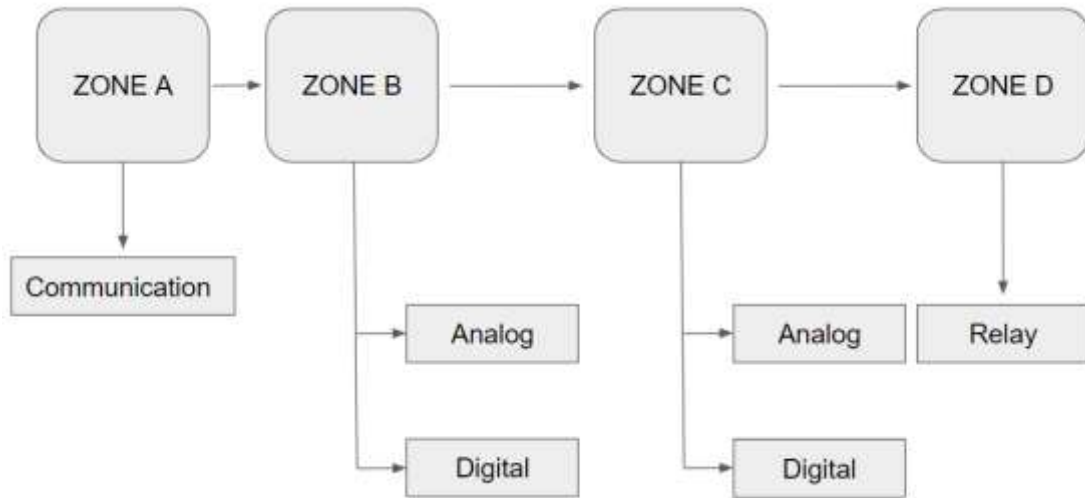 ZONE A
ZONE B
ZONE C
ZONE D
Communication
Analog
Analog
Relay
Digital
Digital